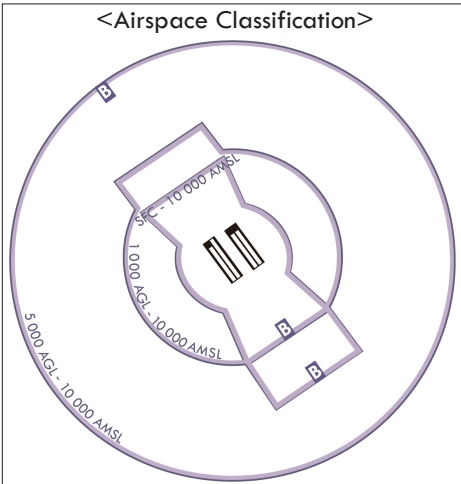 <Airspace Classification>
B
SFC - 10 000 AMSL
1 000 AGL - 10 000 AMSL
5 000 AGL - 10 000 AMSL
B
B